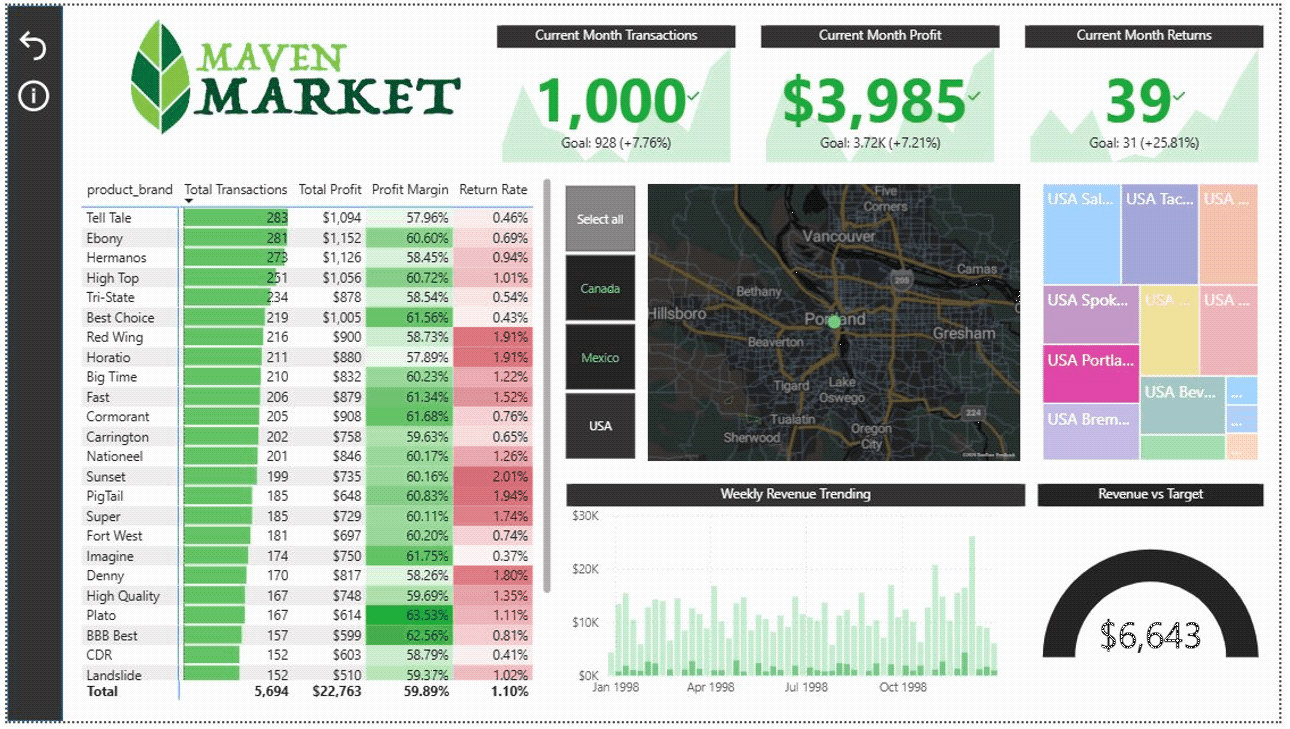 MAVEN
MARKET
Current Month Transactions
1,000
Goal: 928 (+7.76%)
Current Month Profit
$3,985
Goal: 3.72K (+7.21%)
Current Month Returns
39
Goal: 31 (+25.81%)
product_brand Total Transactions Total Profit Profit Margin Return Rate
Tell Tale 283 $1,094 57.96% 0.46%
Ebony 281 $1,152 60.60% 0.69%
Hermanos 273 $1,126 58.45% 0.94%
High Top 251 $1,056 60.72% 1.01%
Tri-State 234 $878 58.54% 0.54%
Best Choice 219 $1,005 61.56% 0.43%
Red Wing 216 $900 58.73% 1.91%
Horatio 211 $880 57.89% 1.91%
Big Time 210 $832 60.23% 1.22%
Fast 206 $879 61.34% 1.52%
Cormorant 205 $908 61.68% 0.76%
Carrington 202 $758 59.63% 0.65%
Nationeel 201 $846 60.17% 1.26%
Sunset 199 $735 60.16% 2.01%
PigTail 185 $648 60.83% 1.94%
Super 185 $729 60.11% 1.74%
Fort West 181 $697 60.20% 0.74%
Imagine 174 $750 61.75% 0.37%
Denny 170 $817 58.26% 1.80%
High Quality 167 $748 59.69% 1.35%
Plato 167 $614 63.53% 1.11%
BBB Best 157 $599 62.56% 0.81%
CDR 152 $603 58.79% 0.41%
Landslide 152 $510 59.37% 1.02%
Total 5,694 $22,763 59.89% 1.10%
Select all
Canada
Mexico
USA
Five
Corners
Vancouver
Camas
205
Bethany
Hillsboro
Portland
Gresham
Beaverton
Tigard
Lake
Oswego
Tualatin
224
Sherwood
Oregon
City
USA Sal...
USA Tac...
USA ...
USA Spok...
USA ...
USA ...
USA Portla...
USA Bev...
...
USA Brem...
...
...
Weekly Revenue Trending
$30K
$20K
$10K
$0K
Jan 1998 Apr 1998 Jul 1998 Oct 1998
Revenue vs Target
$6,643